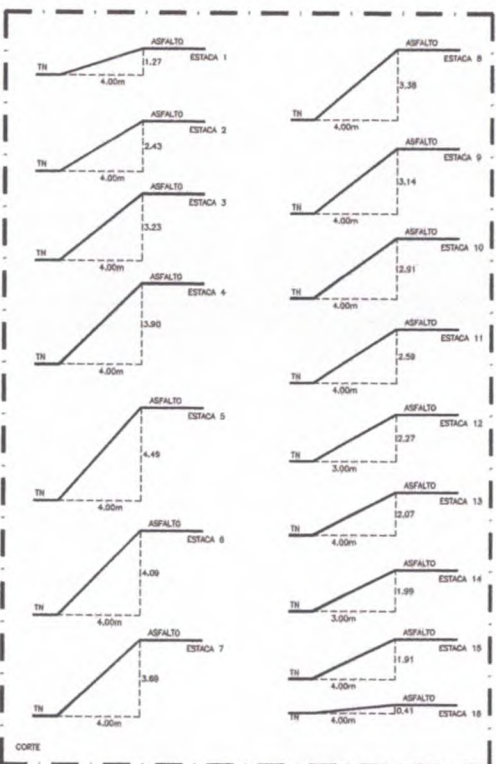 ASFALTO
ESTACA 1
TN
1.27
4.00m
ASFALTO
ESTACA 2
2.43
TN
4.00m
ASFALTO
ESTACA 3
3.23
TN
4.00m
ASFALTO
ESTACA 4
3.90
TN
4.00m
ASFALTO
ESTACA 5
4.49
TN
4.00m
ASFALTO
ESTACA 6
4.09
TN
4.00m
ASFALTO
ESTACA 7
3.69
TN
4.00m
ASFALTO
ESTACA 8
3.38
TN
4.00m
ASFALTO
ESTACA 9
3.14
TN
4.00m
ASFALTO
ESTACA 10
2.91
TN
4.00m
ASFALTO
ESTACA 11
2.59
TN
4.00m
ASFALTO
ESTACA 12
2.27
TN
3.00m
ASFALTO
ESTACA 13
2.07
TN
4.00m
ASFALTO
ESTACA 14
1.99
TN
3.00m
ASFALTO
ESTACA 15
1.91
TN
4.00m
ASFALTO
ESTACA 16
0.41
TN
4.00m
CORTE